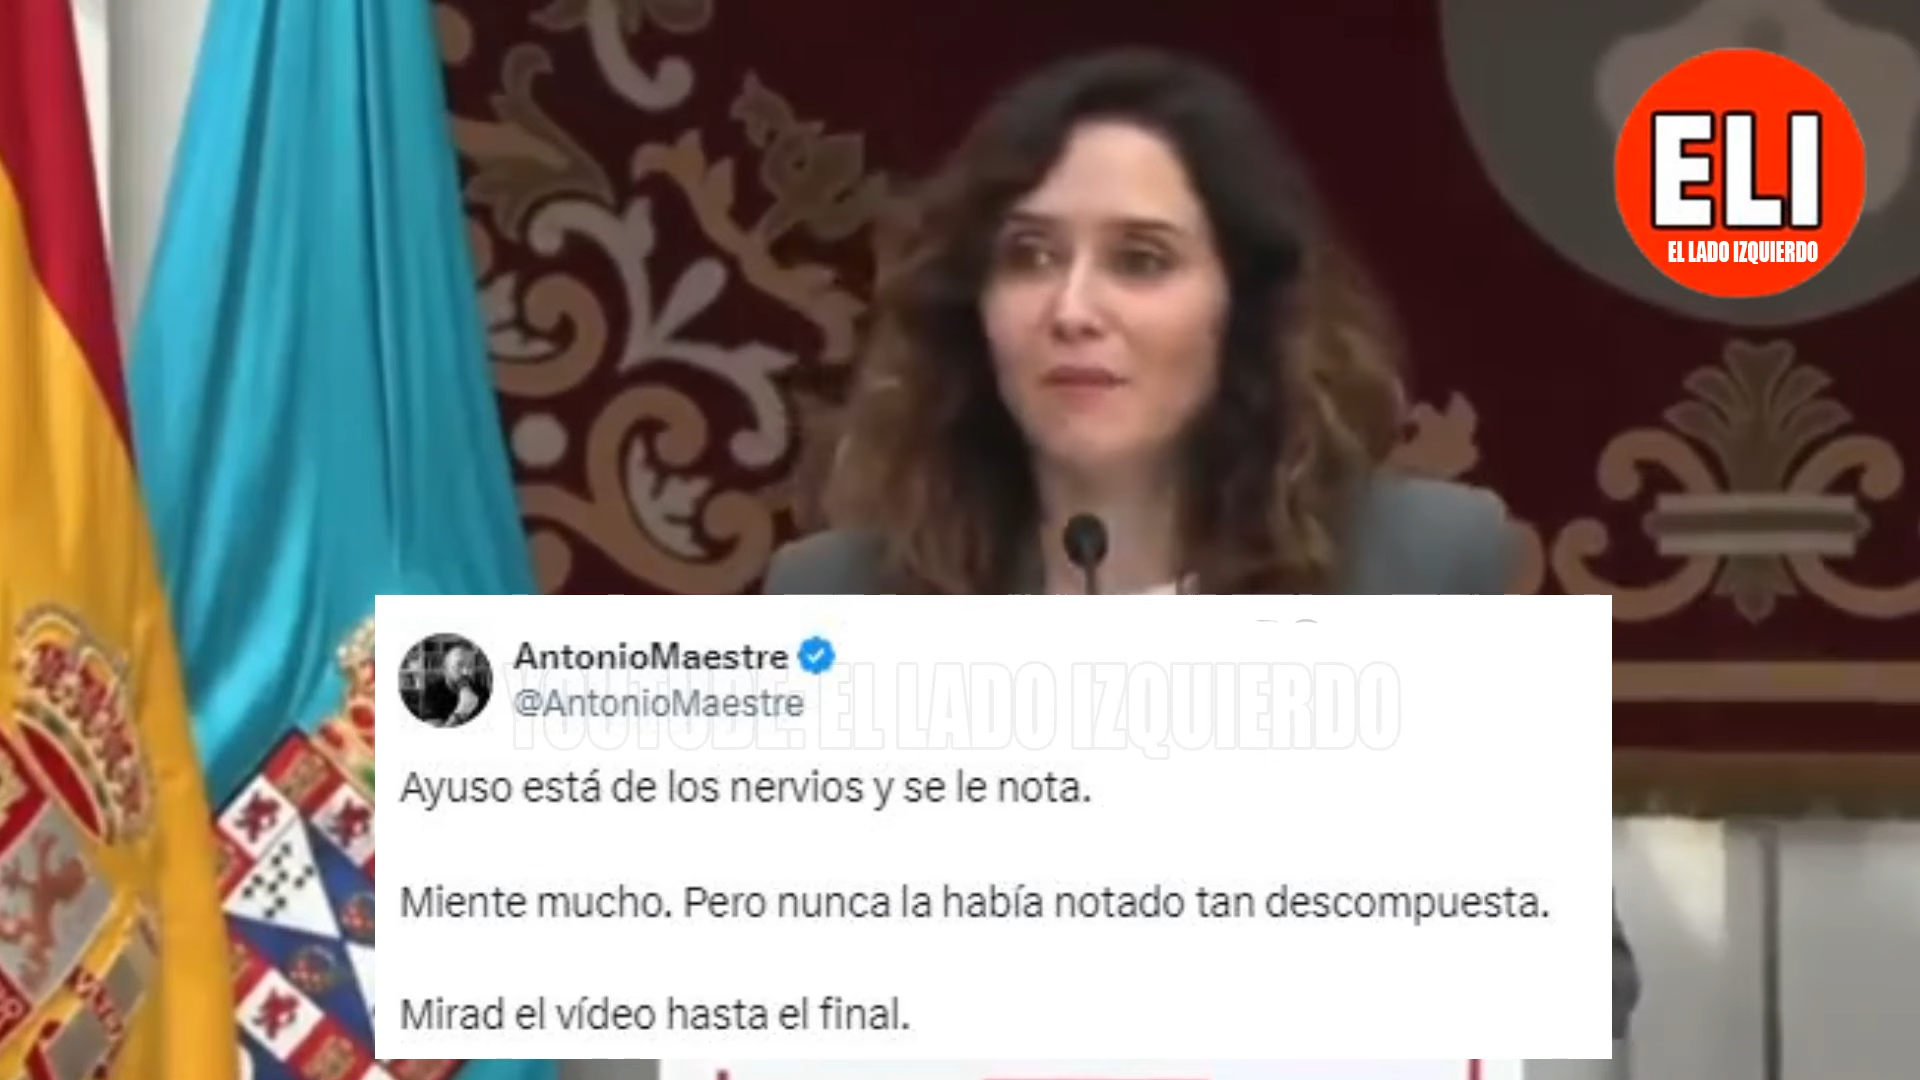 ELI
EL LADO IZQUIERDO
AntonioMaestre
@AntonioMaestre
YOUTUBE: EL LADO IZQUIERDO
Ayuso está de los nervios y se le nota.
Miente mucho. Pero nunca la había notado tan descompuesta.
Mirad el vídeo hasta el final.